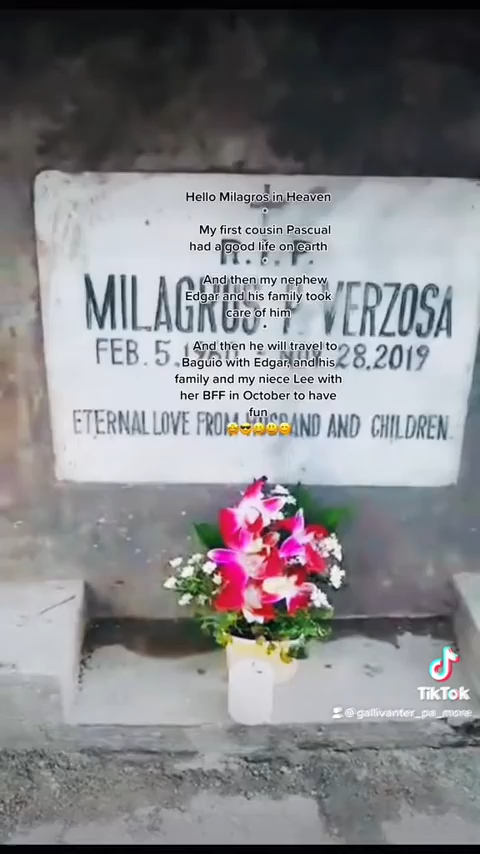 Hello Milagros in Heaven
My first cousin Pascual
had a good life on earth
R.I.P.
And then my nephew
Edgar and his family took
care of him
And then he will travel to
Baguio with Edgar, and his
family and my niece Lee with
her BFF in October to have
fun
MILAGROS VERZOSA
FEB. 5, NOV. 28, 2019
ETERNAL LOVE FROM HUSBAND AND CHILDREN
TikTok
@gallivanter_pa_more